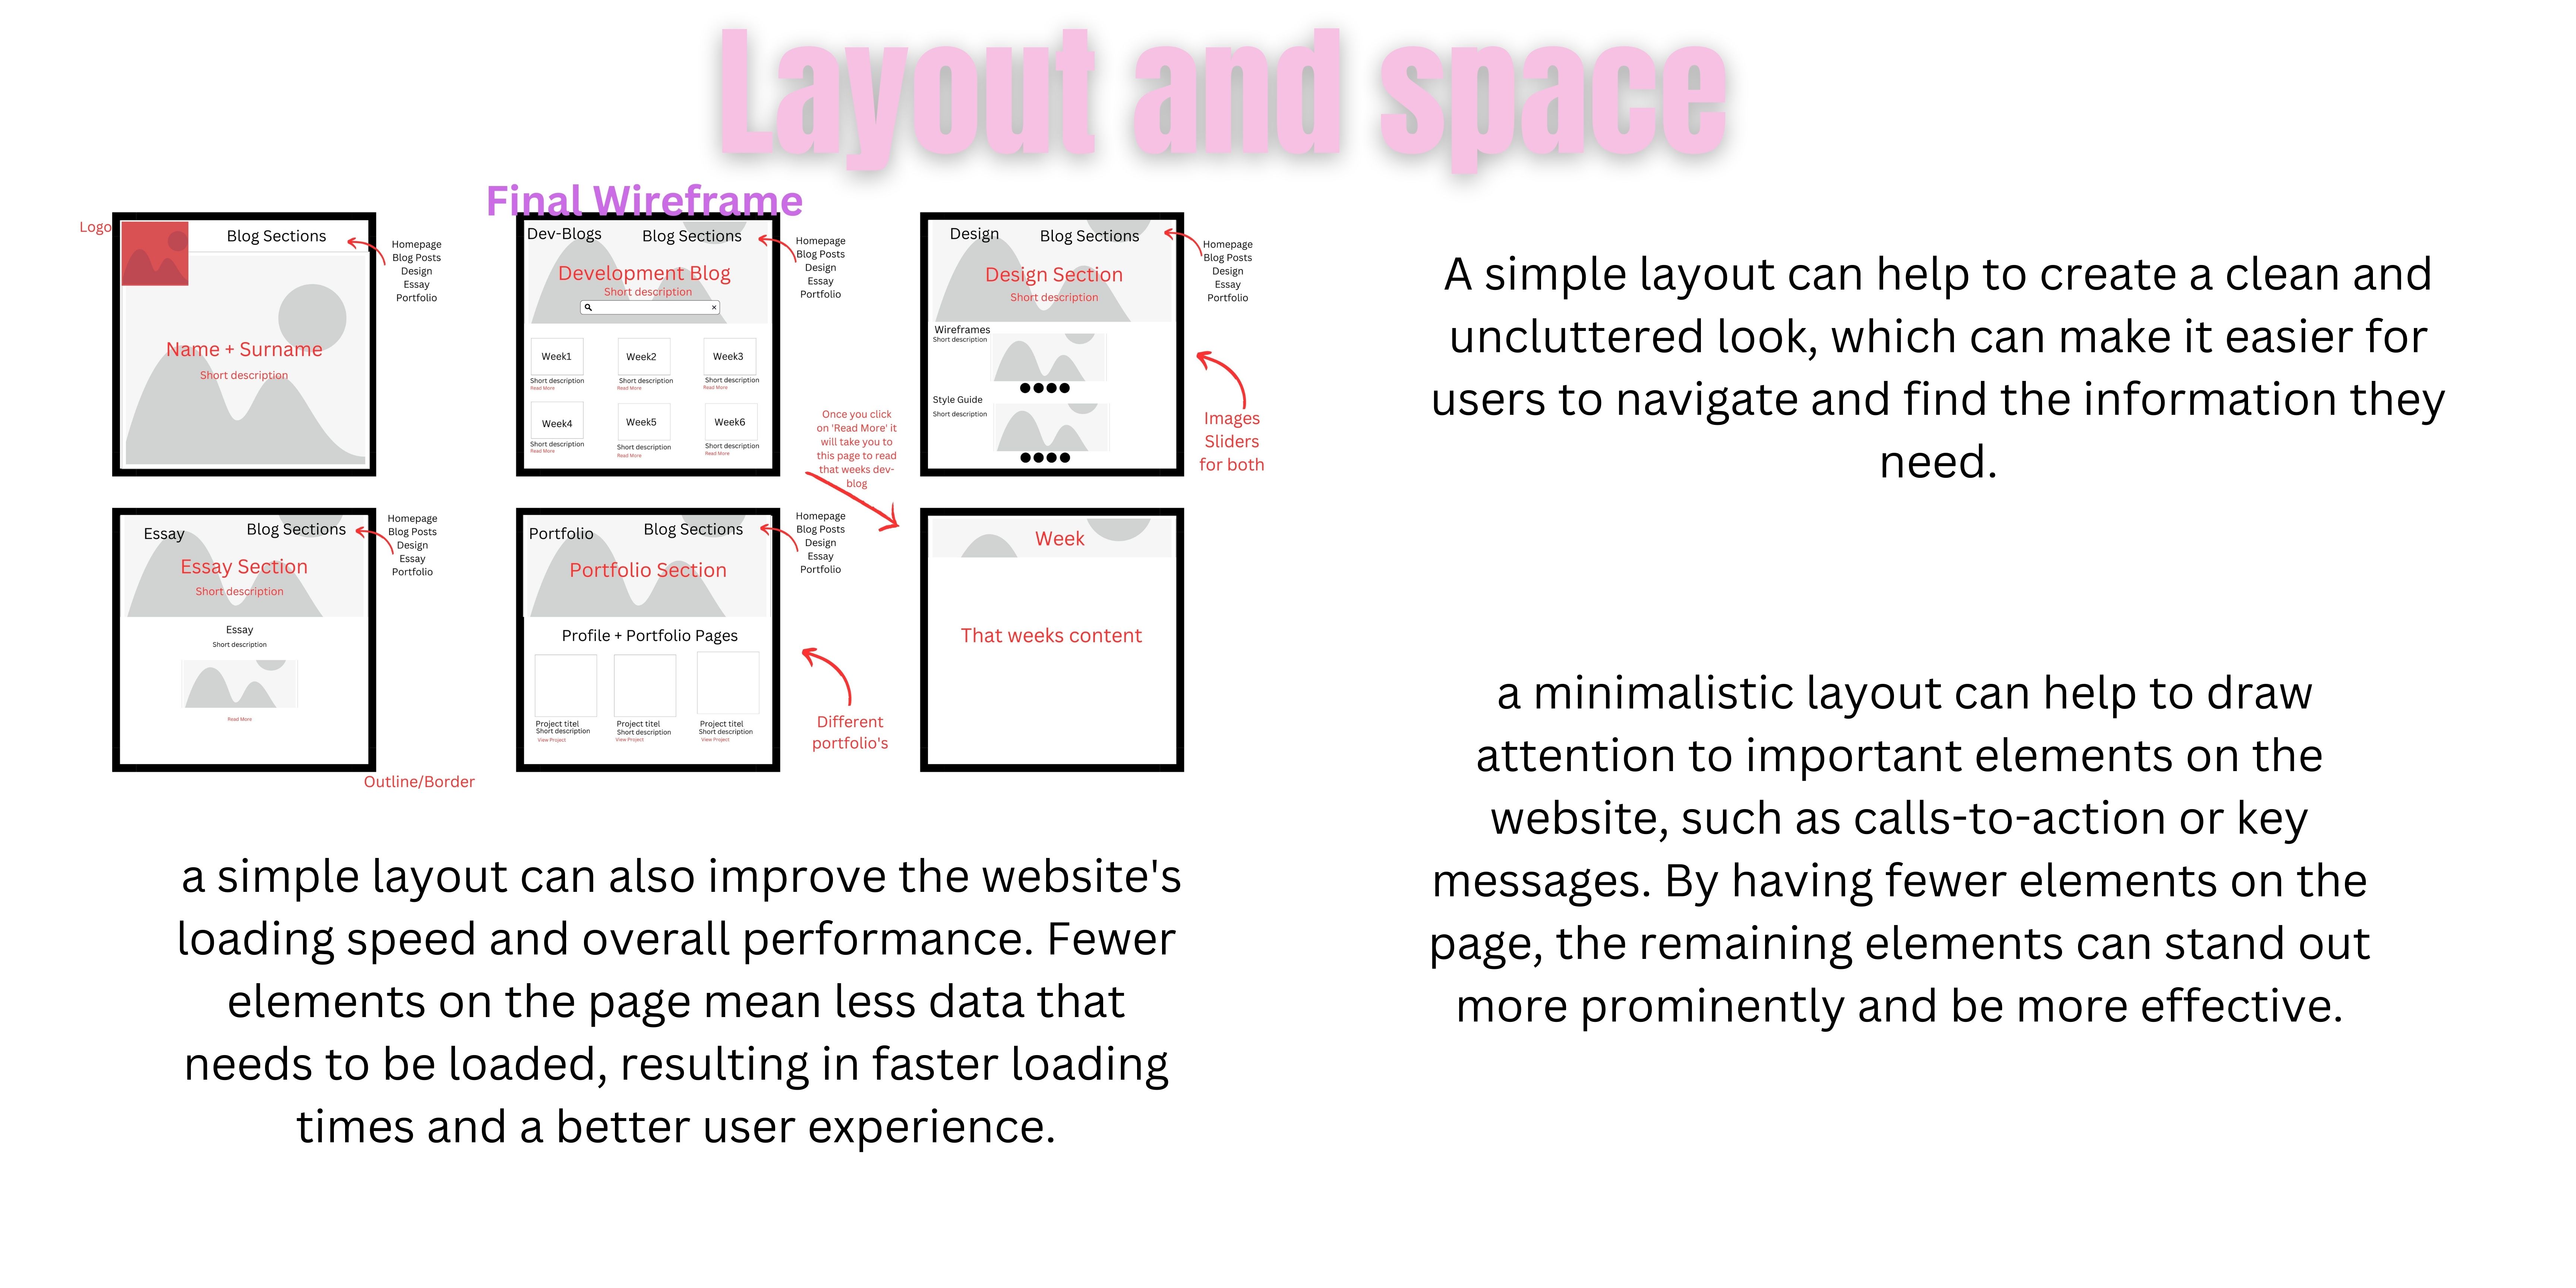 Layout and space
Final Wireframe
Logo
Blog Sections
Homepage
Blog Posts
Design
Essay
Portfolio
Name + Surname
Short description
Dev-Blogs
Blog Sections
Homepage
Blog Posts
Design
Essay
Portfolio
Development Blog
Short description
Week1
Week2
Week3
Short description
Short description
Short description
Read More
Read More
Read More
Week4
Week5
Week6
Short description
Short description
Short description
Read More
Read More
Read More
Once you click
on 'Read More' it
will take you to
this page to read
that weeks dev-
blog
Design
Blog Sections
Homepage
Blog Posts
Design
Essay
Portfolio
Design Section
Short description
Wireframes
Short description
Style Guide
Short description
Images
Sliders
for both
Essay
Blog Sections
Homepage
Blog Posts
Design
Essay
Portfolio
Essay Section
Short description
Essay
Short description
Read More
Outline/Border
Portfolio
Blog Sections
Homepage
Blog Posts
Design
Essay
Portfolio
Portfolio Section
Profile + Portfolio Pages
Project titel
Project titel
Project titel
Short description
Short description
Short description
View Project
View Project
View Project
Different
portfolio's
Week
That weeks content
A simple layout can help to create a clean and
uncluttered look, which can make it easier for
users to navigate and find the information they
need.
a minimalistic layout can help to draw
attention to important elements on the
website, such as calls-to-action or key
messages. By having fewer elements on the
page, the remaining elements can stand out
more prominently and be more effective.
a simple layout can also improve the website's
loading speed and overall performance. Fewer
elements on the page mean less data that
needs to be loaded, resulting in faster loading
times and a better user experience.